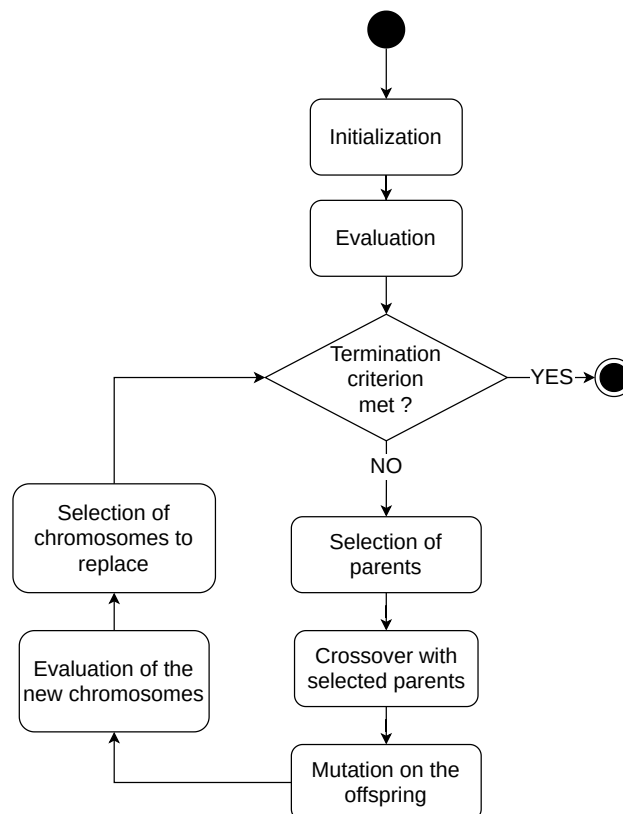 Initialization
Evaluation
Termination
criterion
met ?
YES
NO
Selection of
parents
Crossover with
selected parents
Mutation on the
offspring
Evaluation of the
new chromosomes
Selection of
chromosomes to
replace